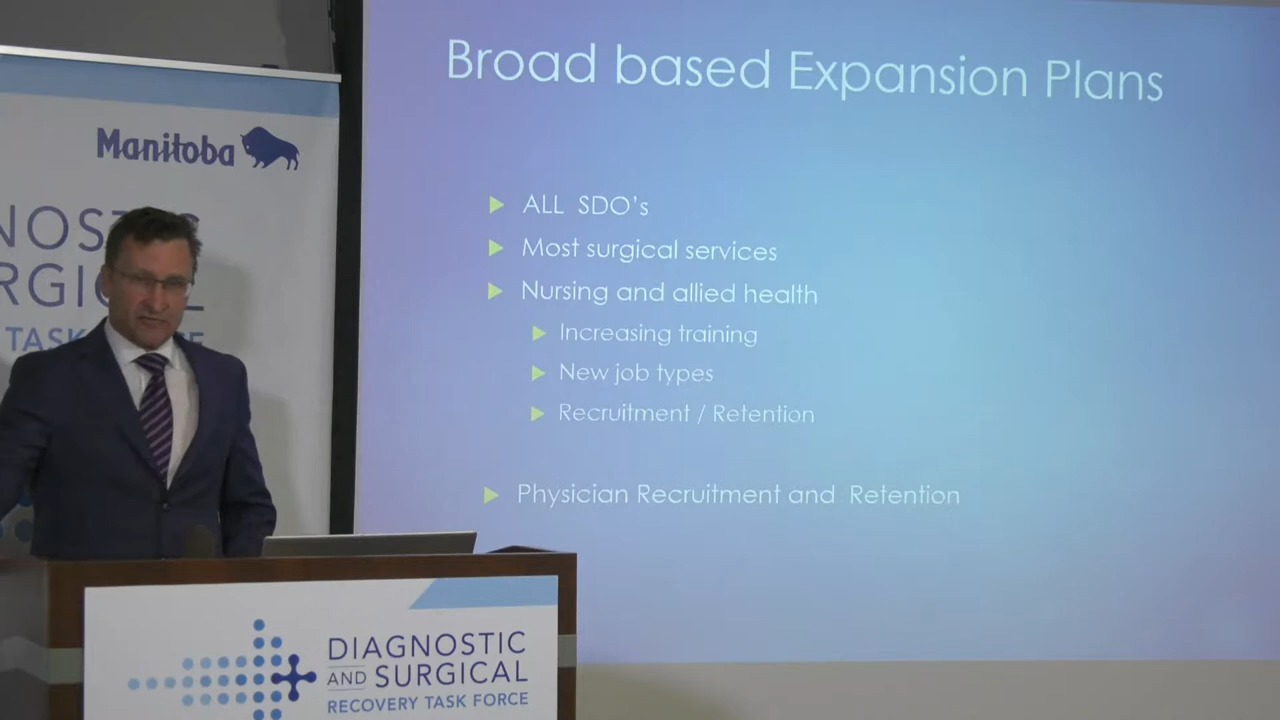 Broad based Expansion Plans
ALL SDO's
Most surgical services
Nursing and allied health
Increasing training
New job types
Recruitment / Retention
Physician Recruitment and Retention
Manitoba
TASK
DIAGNOSTIC
AND SURGICAL
RECOVERY TASK FORCE